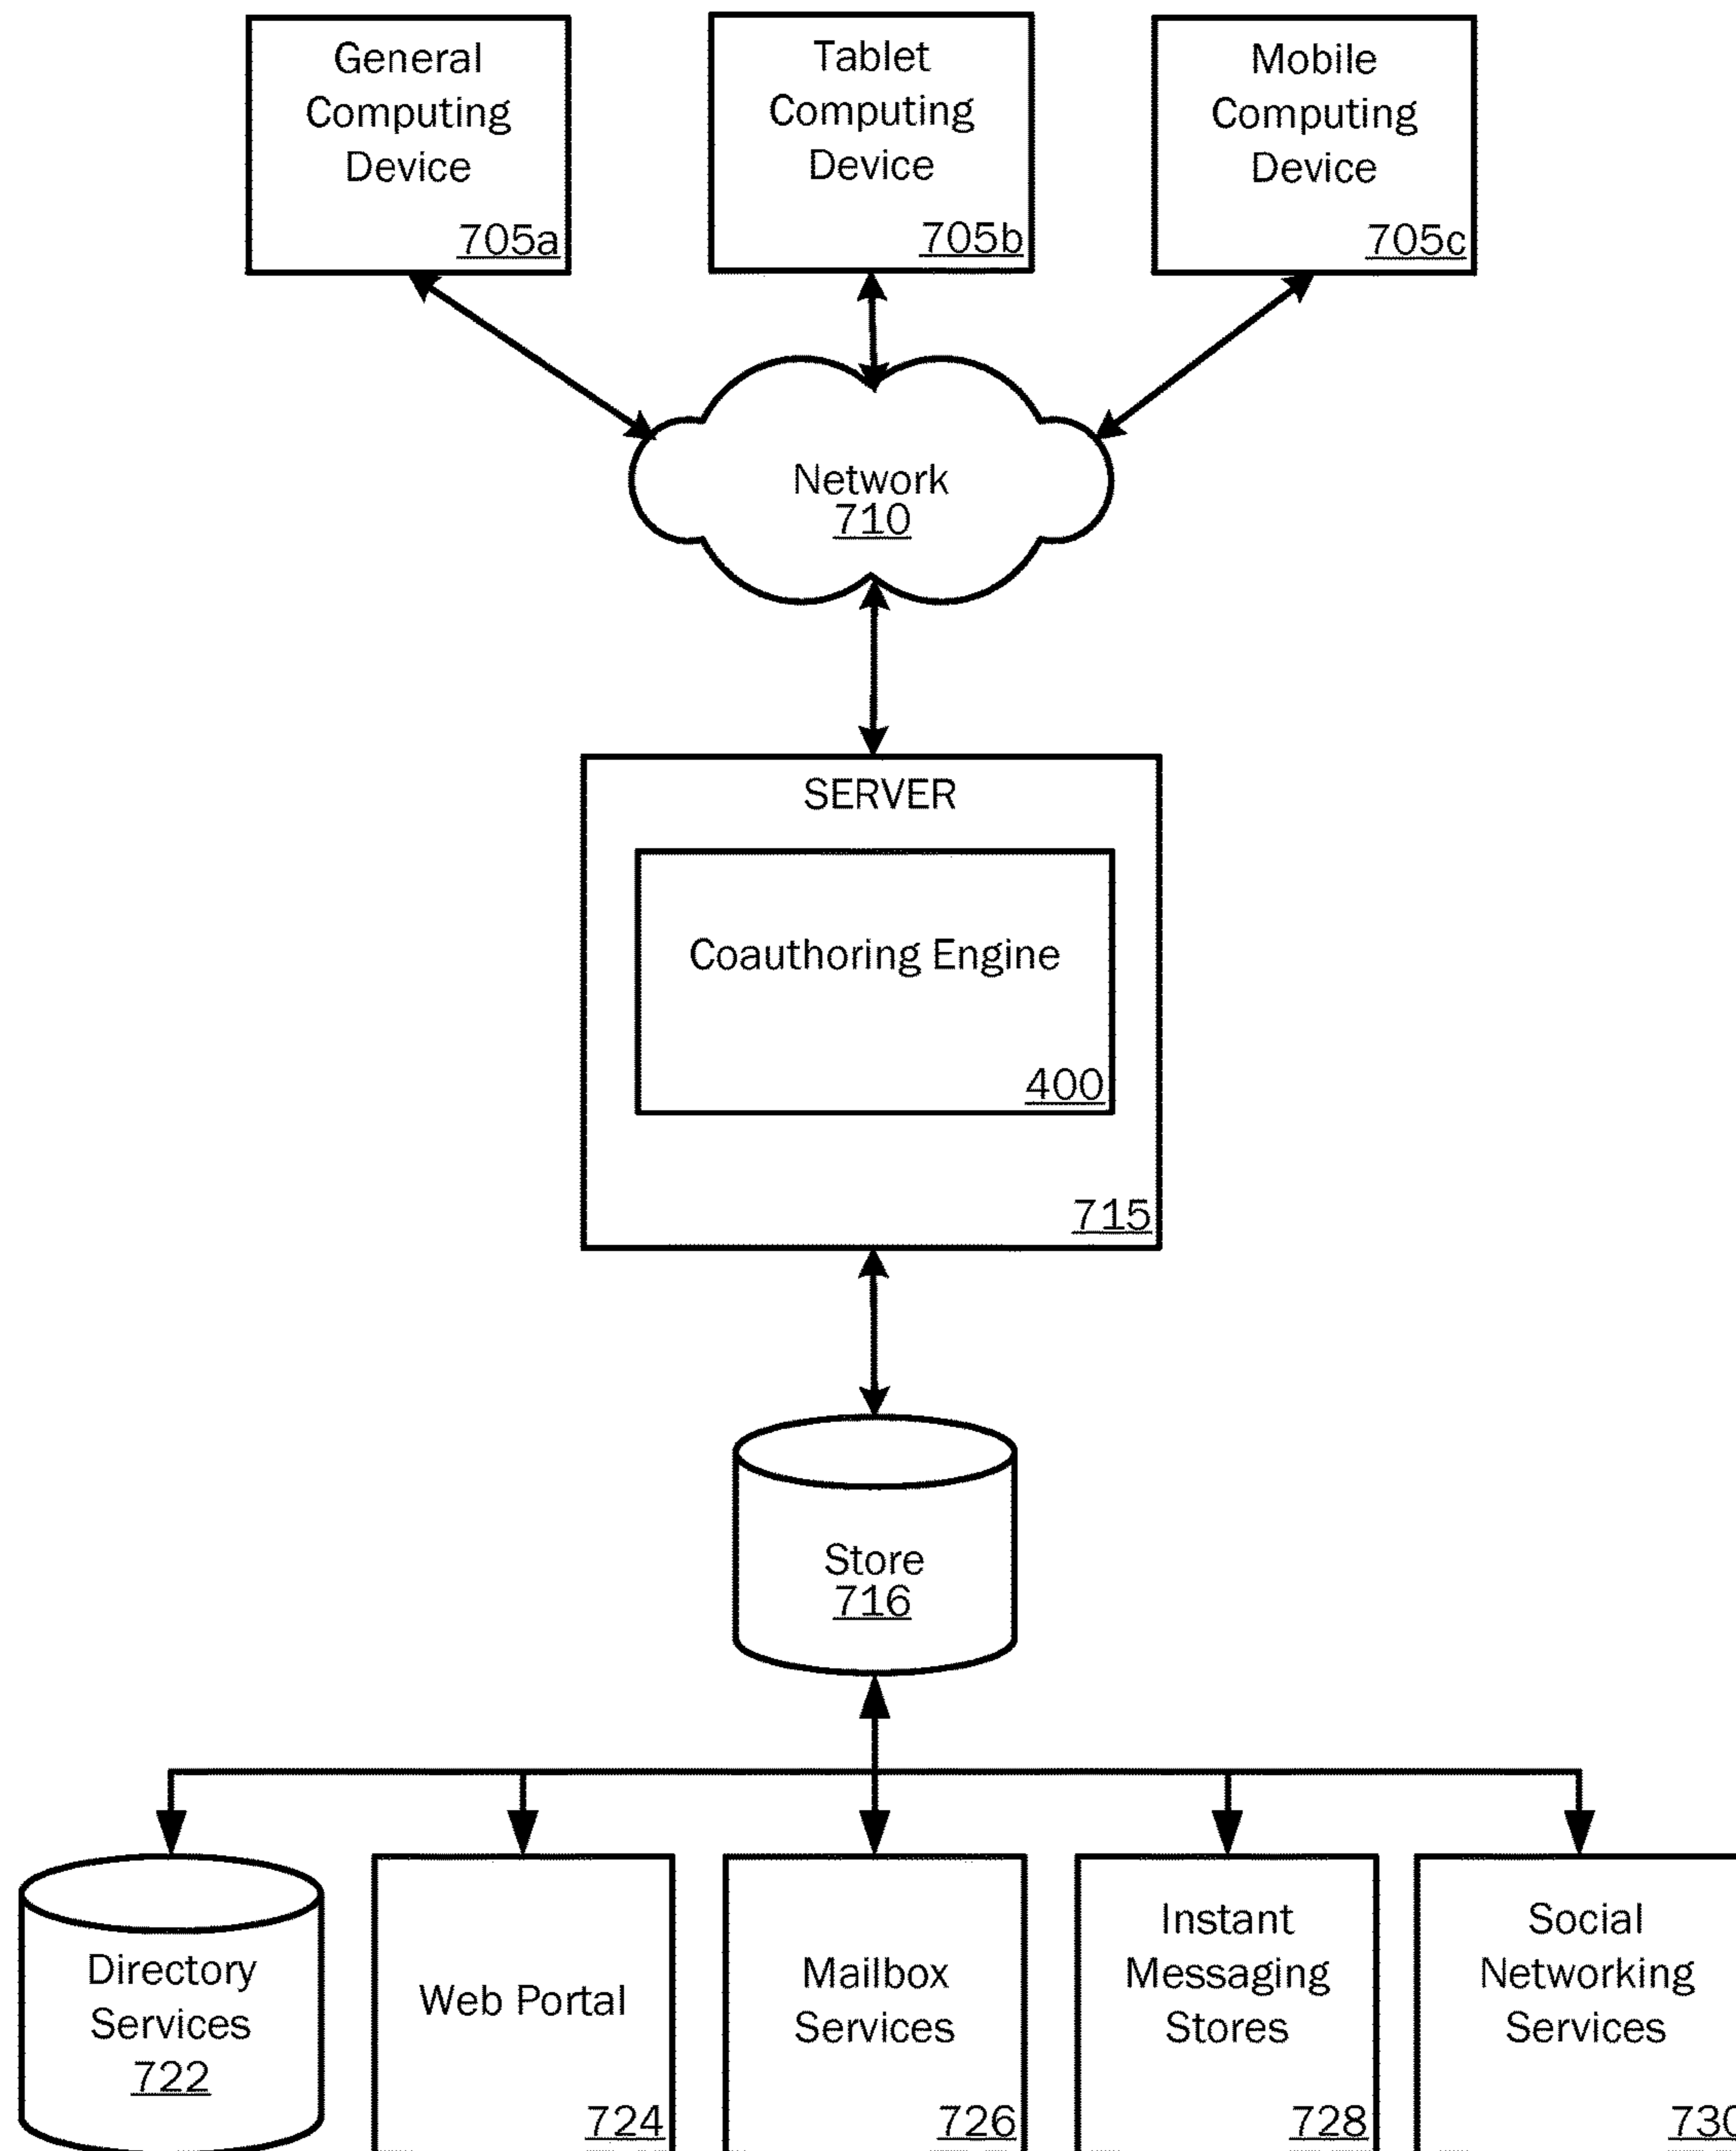 General
Computing
Device
705a
Tablet
Computing
Device
705b
Mobile
Computing
Device
705c
Network
710
SERVER
Coauthoring Engine
400
715
Store
716
Directory
Services
722
Web Portal
724
Mailbox
Services
726
Instant
Messaging
Stores
728
Social
Networking
Services
730